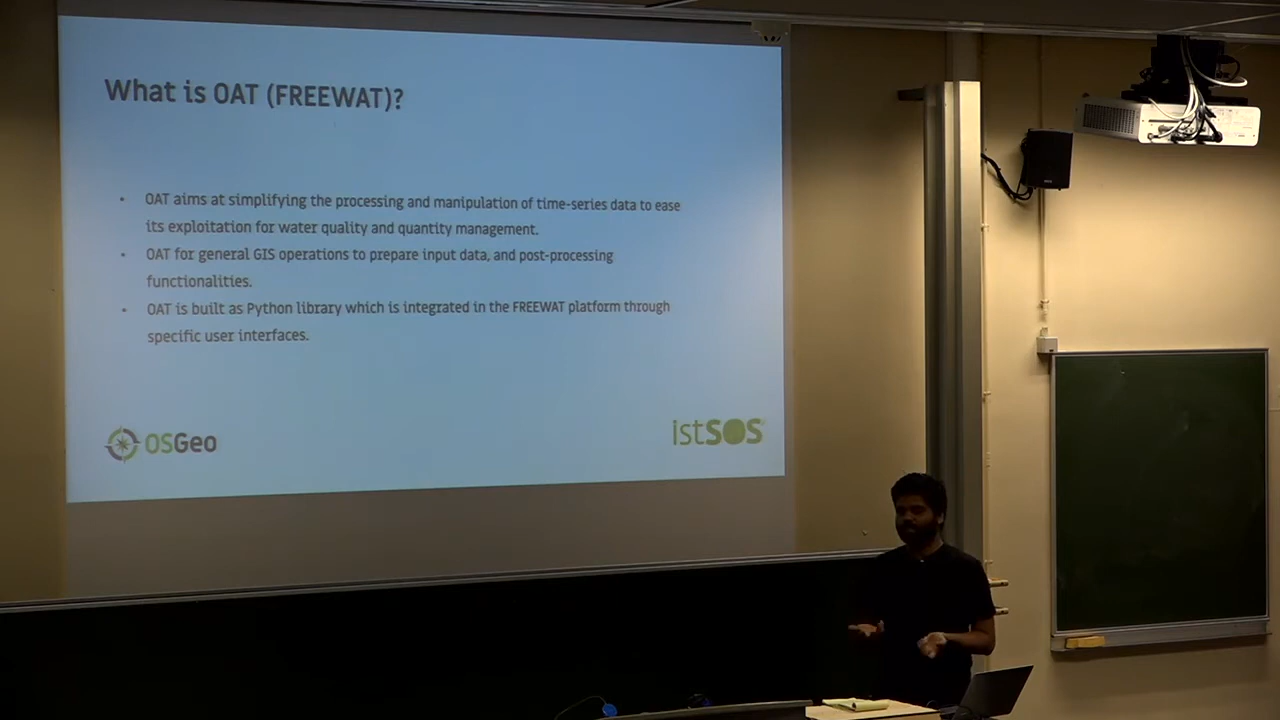 What is OAT (FREEWAT)?
• OAT aims at simplifying the processing and manipulation of time-series data to ease
its exploitation for water quality and quantity management.
• OAT for general GIS operations to prepare input data, and post-processing
functionalities.
• OAT is built as Python library which is integrated in the FREEWAT platform through
specific user interfaces.
OSGeo
istSOS